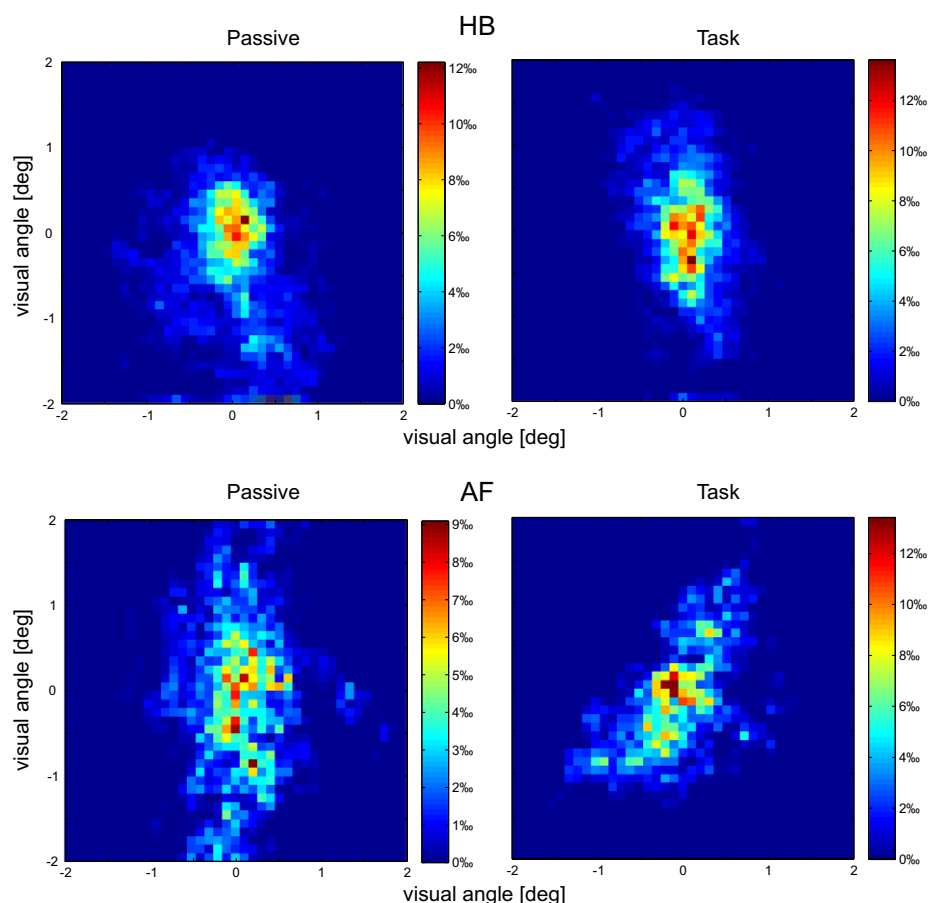 HB
Passive
Task
2
1
0
-1
-2
visual angle [deg]
-2 -1 0 1 2
visual angle [deg]
12‰
10‰
8‰
6‰
4‰
2‰
0‰
-2 -1 0 1 2
12‰
10‰
8‰
6‰
4‰
2‰
0‰
AF
Passive
Task
2
1
0
-1
-2
visual angle [deg]
-2 -1 0 1 2
visual angle [deg]
9‰
8‰
7‰
6‰
5‰
4‰
3‰
2‰
1‰
0‰
-2 -1 0 1 2
12‰
10‰
8‰
6‰
4‰
2‰
0‰